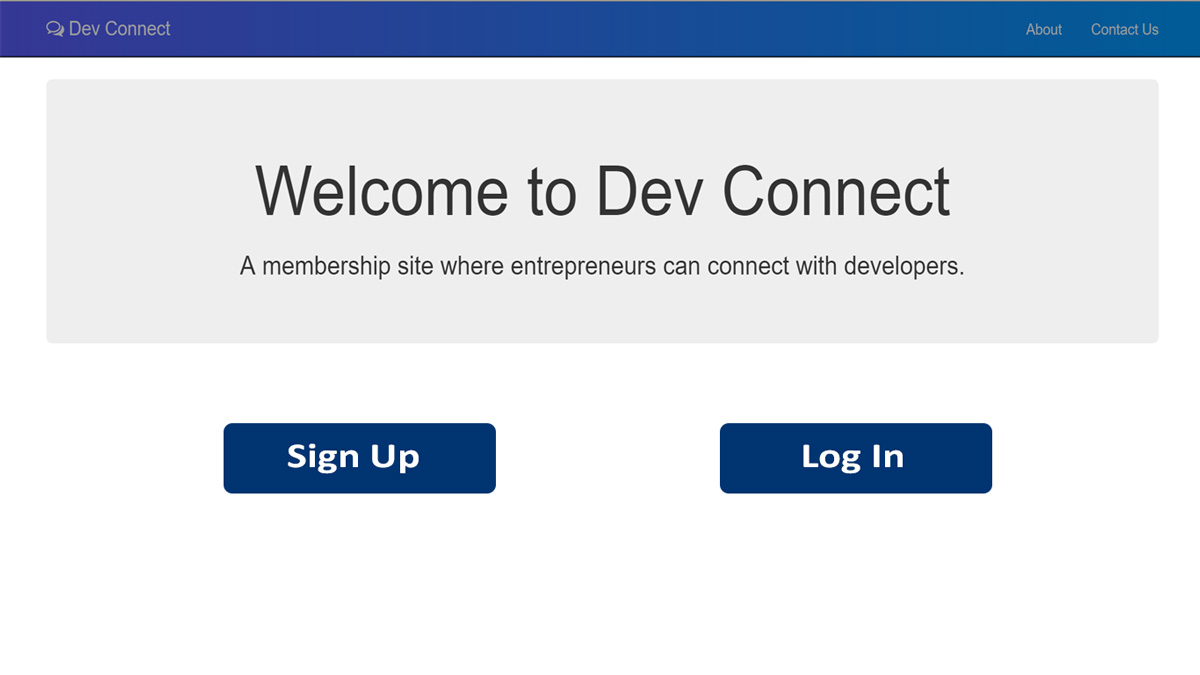 Dev Connect
About
Contact Us
Welcome to Dev Connect
A membership site where entrepreneurs can connect with developers.
Sign Up
Log In